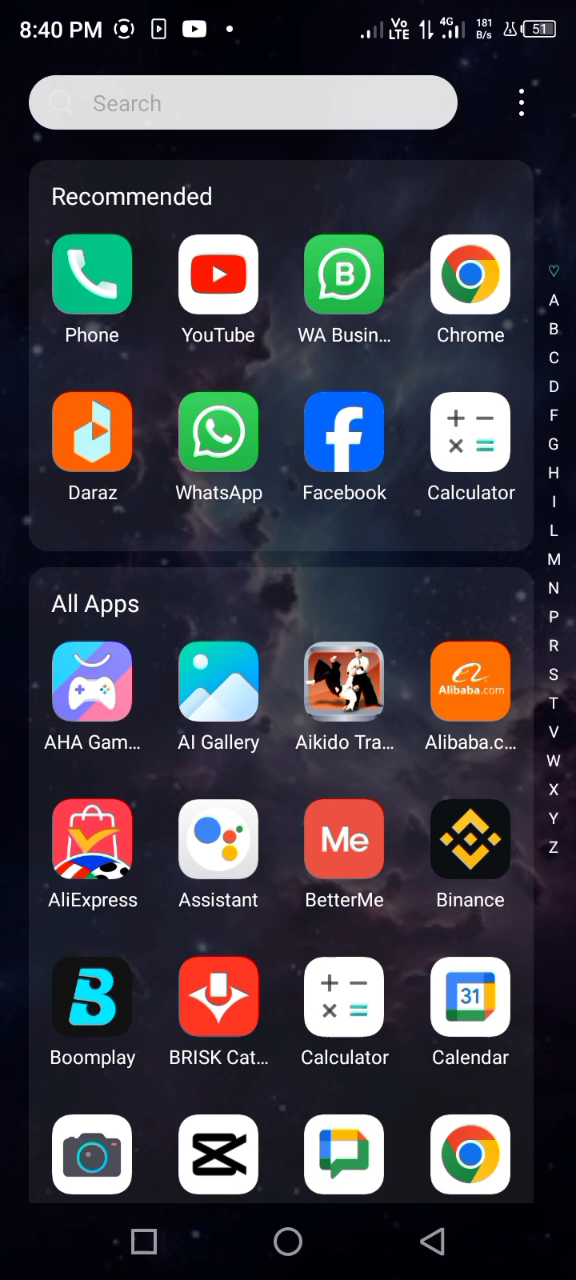 8:40 PM Vo LTE 4G 181 B/s 51
Search
Recommended
B
Phone YouTube WA Busin... Chrome
Daraz WhatsApp Facebook Calculator
All Apps
Alibaba.com
AHA Gam... AI Gallery Aikido Tra... Alibaba.c...
Me
AliExpress Assistant BetterMe Binance
B 31
Boomplay BRISK Cat... Calculator Calendar
A
B
C
D
F
G
H
I
L
M
N
P
R
S
T
V
W
X
Y
Z